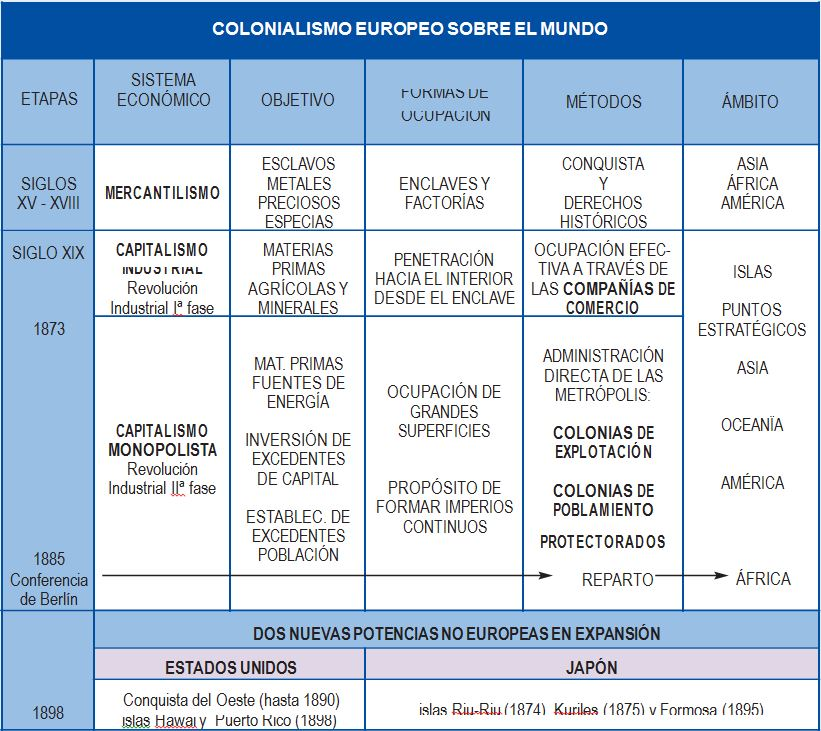 COLONIALISMO EUROPEO SOBRE EL MUNDO
ETAPAS
SISTEMA
ECONÓMICO
OBJETIVO
FORMAS DE
OCUPACIÓN
MÉTODOS
ÁMBITO
SIGLOS
XV - XVIII
MERCANTILISMO
ESCLAVOS
METALES
PRECIOSOS
ESPECIAS
ENCLAVES Y
FACTORÍAS
CONQUISTA
Y
DERECHOS
HISTÓRICOS
ASIA
ÁFRICA
AMÉRICA
SIGLO XIX
CAPITALISMO
INDUSTRIAL
Revolución
Industrial Iª fase
MATERIAS
PRIMAS
AGRÍCOLAS Y
MINERALES
PENETRACIÓN
HACIA EL INTERIOR
DESDE EL ENCLAVE
OCUPACIÓN EFEC-
TIVA A TRAVÉS DE
LAS COMPAÑÍAS DE
COMERCIO
ISLAS
PUNTOS
ESTRATÉGICOS
ASIA
OCEANÏA
AMÉRICA
1873
CAPITALISMO
MONOPOLISTA
Revolución
Industrial IIª fase
MAT. PRIMAS
FUENTES DE
ENERGÍA
INVERSIÓN DE
EXCEDENTES
DE CAPITAL
ESTABLEC. DE
EXCEDENTES
POBLACIÓN
OCUPACIÓN DE
GRANDES
SUPERFICIES
PROPÓSITO DE
FORMAR IMPERIOS
CONTINUOS
ADMINISTRACIÓN
DIRECTA DE LAS
METRÓPOLIS:
COLONIAS DE
EXPLOTACIÓN
COLONIAS DE
POBLAMIENTO
PROTECTORADOS
1885
Conferencia
de Berlín
REPARTO
ÁFRICA
DOS NUEVAS POTENCIAS NO EUROPEAS EN EXPANSIÓN
ESTADOS UNIDOS
JAPÓN
1898
Conquista del Oeste (hasta 1890)
islas Hawai y Puerto Rico (1898)
islas Riu-Riu (1874) Kuriles (1875) y Formosa (1895)